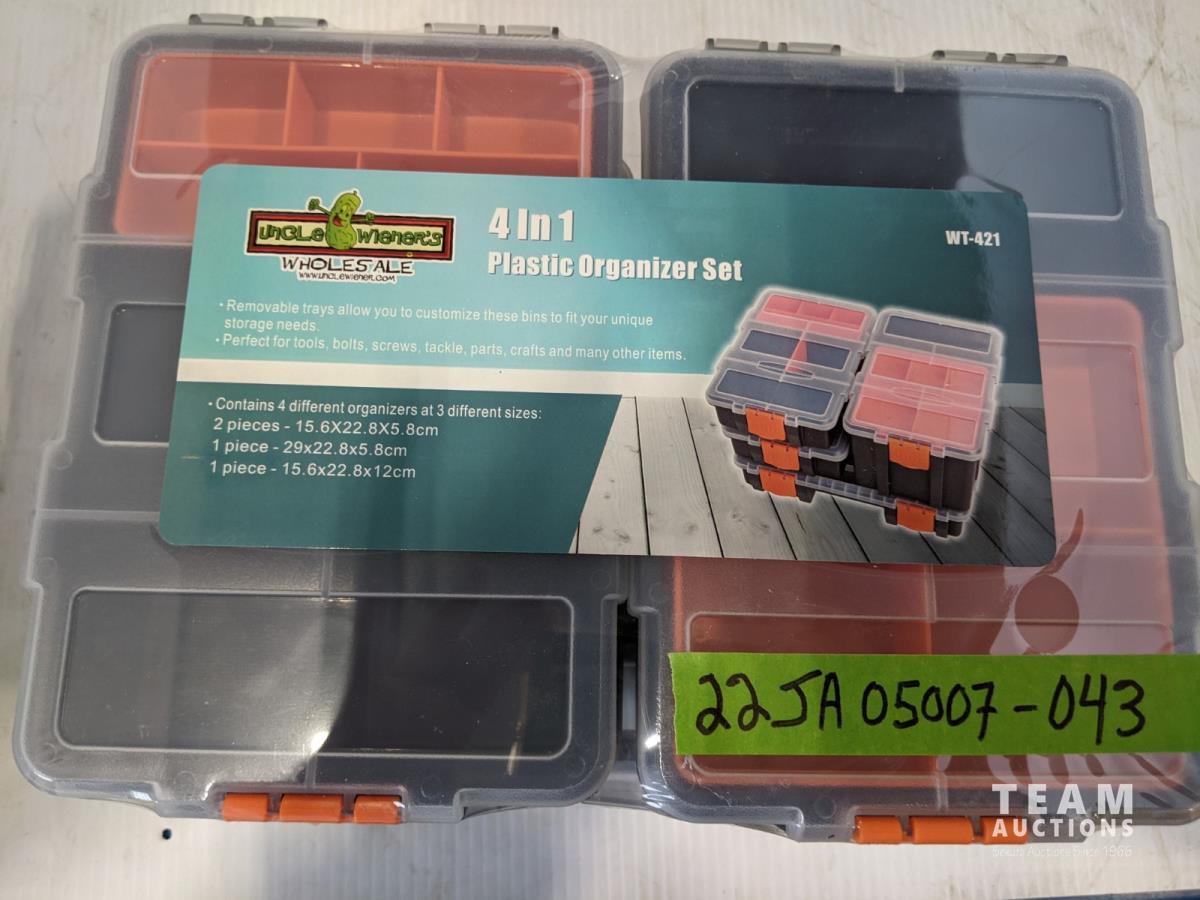 UNCLE WIENER'S
WHOLESALE
WWW.UNCLEWIENER.COM
4 In 1
Plastic Organizer Set
WT-421
• Removable trays allow you to customize these bins to fit your unique
storage needs.
• Perfect for tools, bolts, screws, tackle, parts, crafts and many other items.
• Contains 4 different organizers at 3 different sizes:
2 pieces - 15.6X22.8X5.8cm
1 piece - 29x22.8x5.8cm
1 piece - 15.6x22.8x12cm
22JA05007-043
TEAM
AUCTIONS